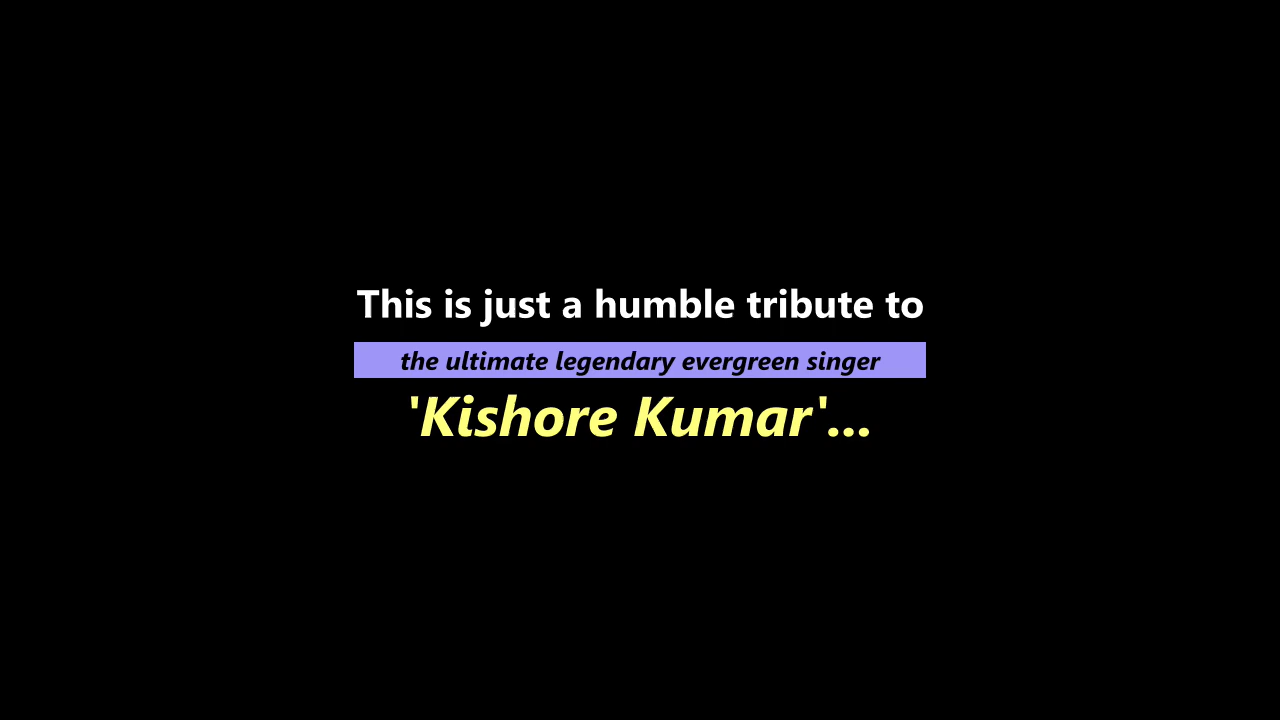 This is just a humble tribute to
the ultimate legendary evergreen singer
'Kishore Kumar'...